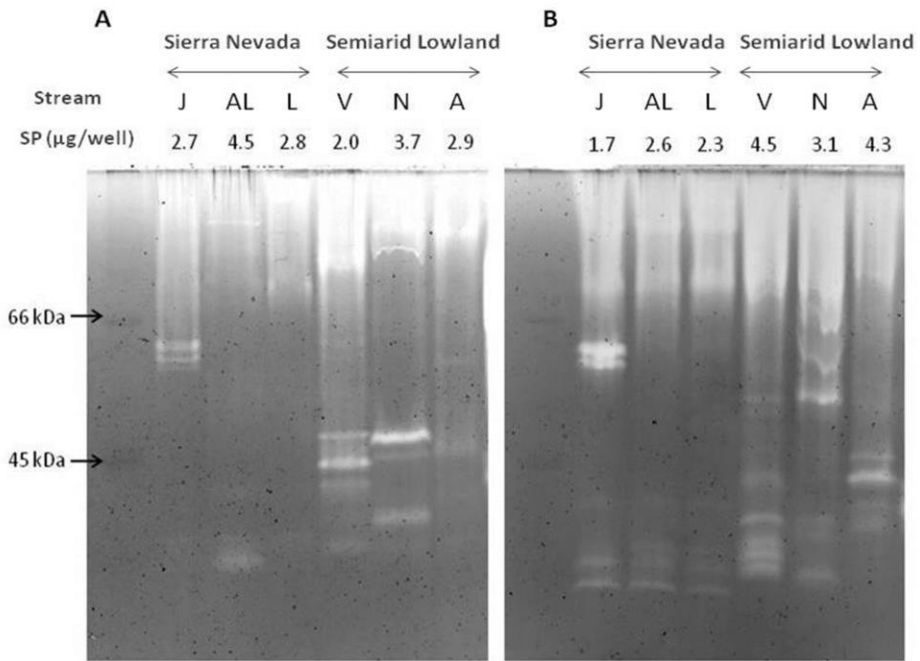 A
B
Sierra Nevada Semiarid Lowland
Sierra Nevada Semiarid Lowland
Stream J AL L V N A
J AL L V N A
SP (µg/well) 2.7 4.5 2.8 2.0 3.7 2.9
1.7 2.6 2.3 4.5 3.1 4.3
66 kDa
45 kDa